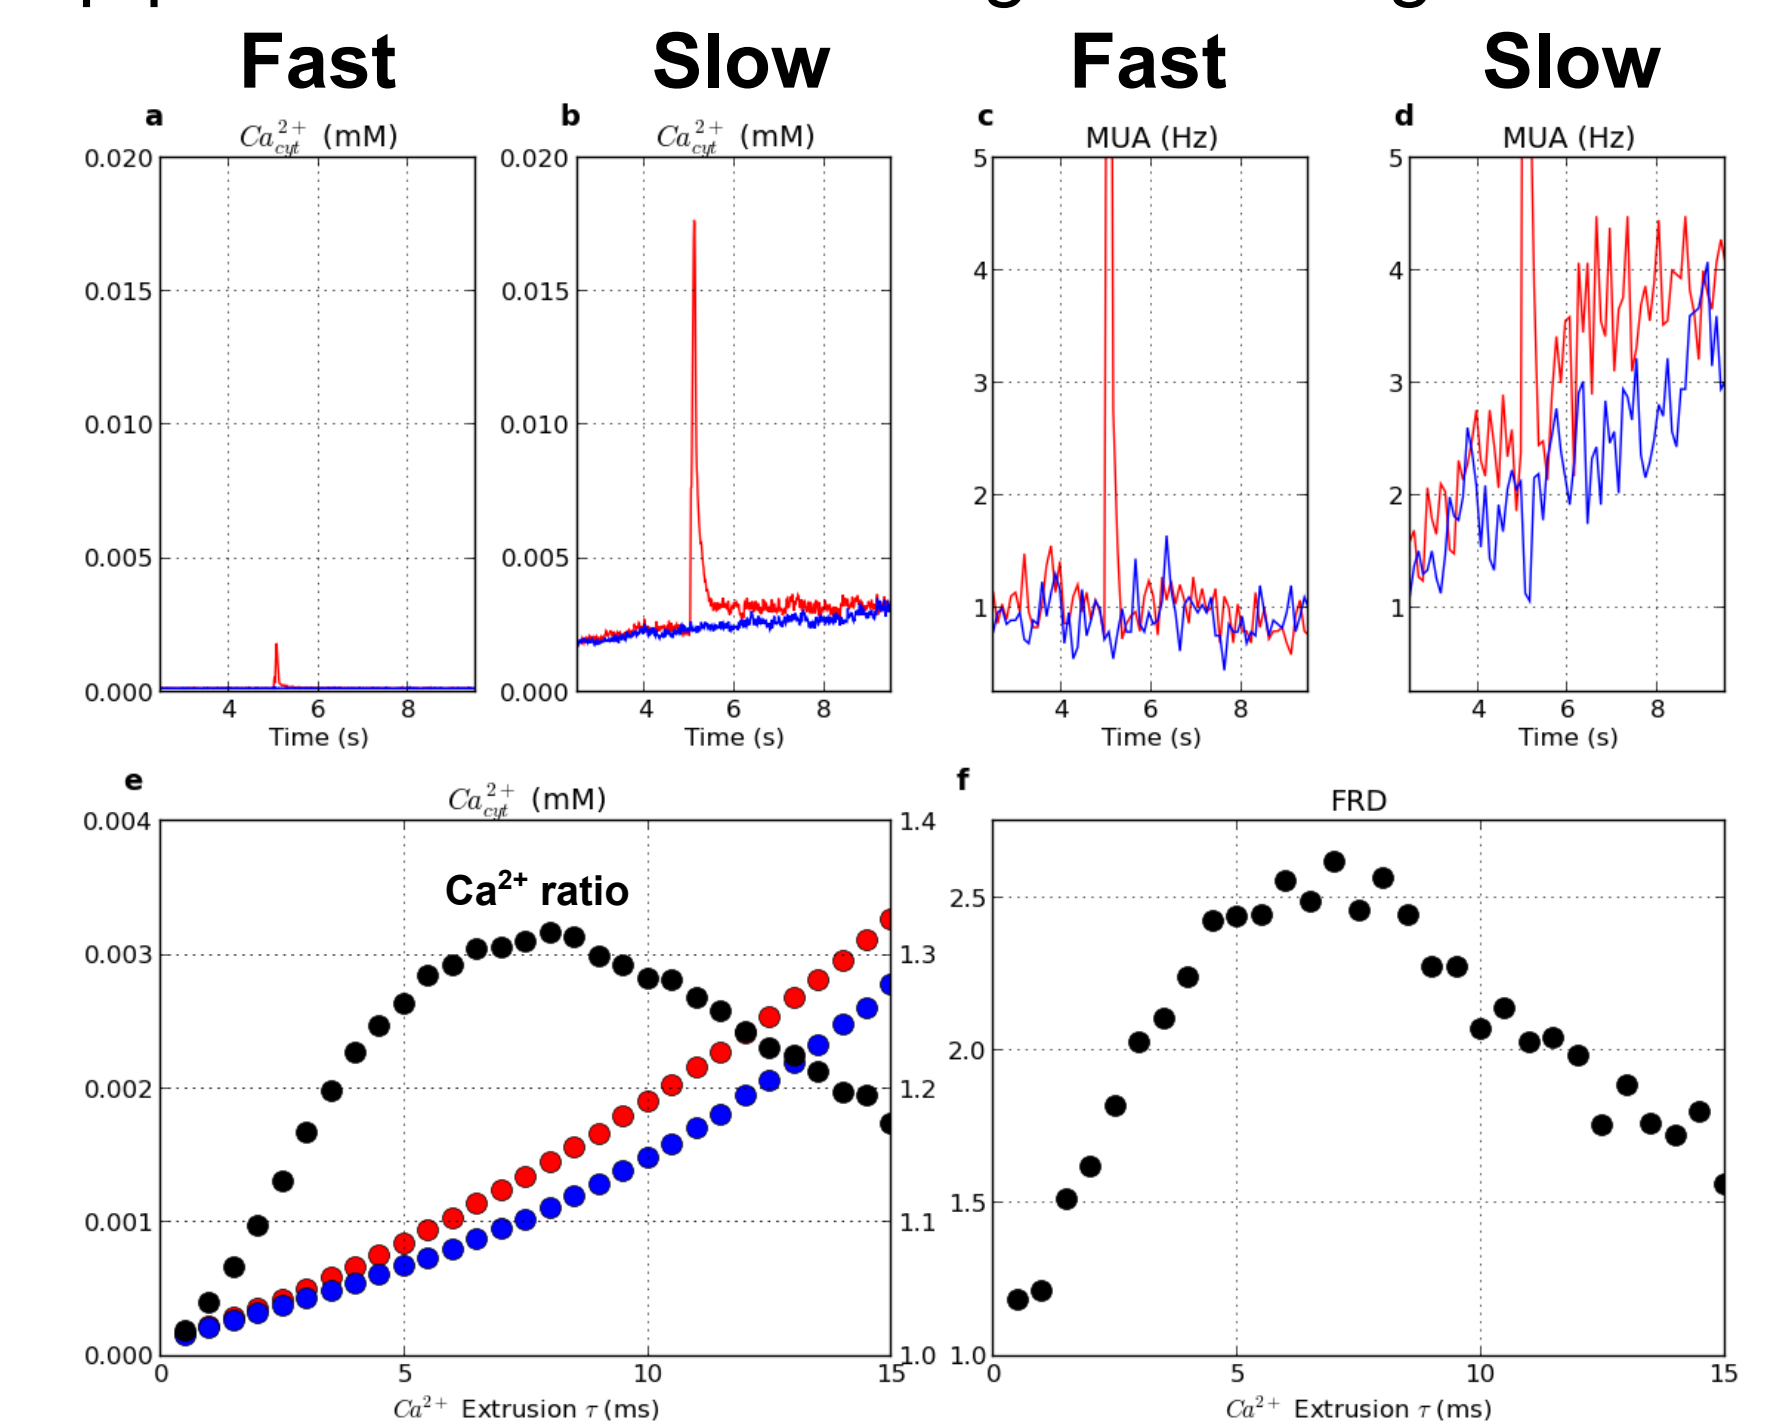 Fast Slow Fast Slow
a b c d
Ca²⁺cyt (mM) Ca²⁺cyt (mM) MUA (Hz) MUA (Hz)
0.020 0.020 5 5
0.015 0.015 4 4
0.010 0.010 3 3
0.005 0.005 2 2
0.000 0.000 1 1
4 6 8 4 6 8 4 6 8 4 6 8
Time (s) Time (s) Time (s) Time (s)
e f
Ca²⁺cyt (mM) FRD
Ca²⁺ ratio
0.004 1.4
0.003 1.3 2.5
0.002 1.2 2.0
0.001 1.1 1.5
0.000 1.0 1.0
0 5 10 15 0 5 10 15
Ca²⁺ Extrusion τ (ms) Ca²⁺ Extrusion τ (ms)